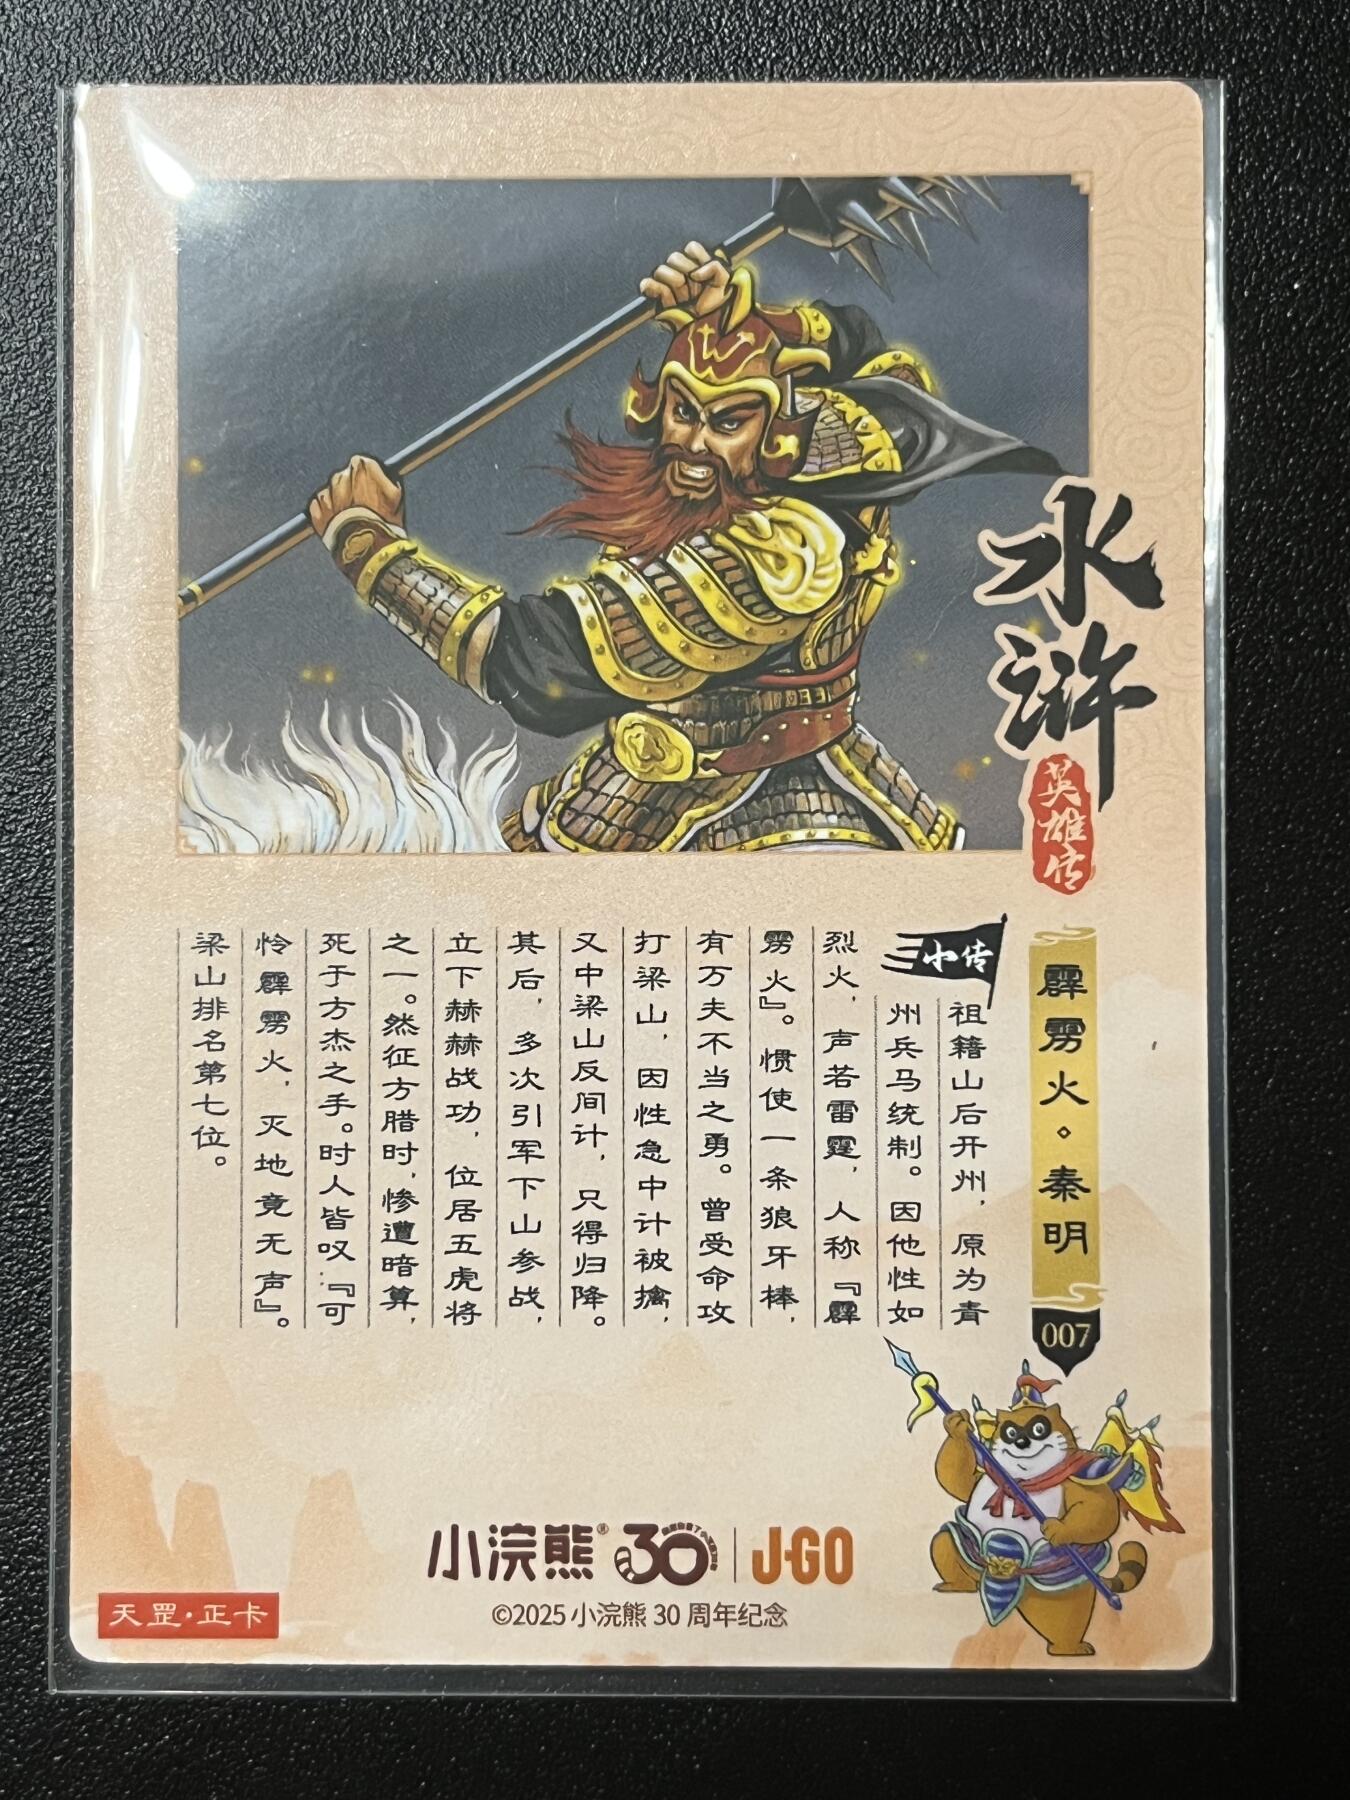 水浒
英雄传
霹雳火·秦明
007
小传
祖籍山后开州，原为青
州兵马统制。因他性如
烈火，声若雷霆，人称『霹
雳火』。惯使一条狼牙棒，
有万夫不当之勇。曾受命攻
打梁山，因性急中计被擒，
又中梁山反间计，只得归降。
其后，多次引军下山参战，
立下赫赫战功，位居五虎将
之一。然征方腊时，惨遭暗算，
死于方杰之手。时人皆叹：『可
怜霹雳火，灭地竟无声』。
梁山排名第七位。
小浣熊® 30 | J-GO
©2025 小浣熊 30 周年纪念
天罡·正卡